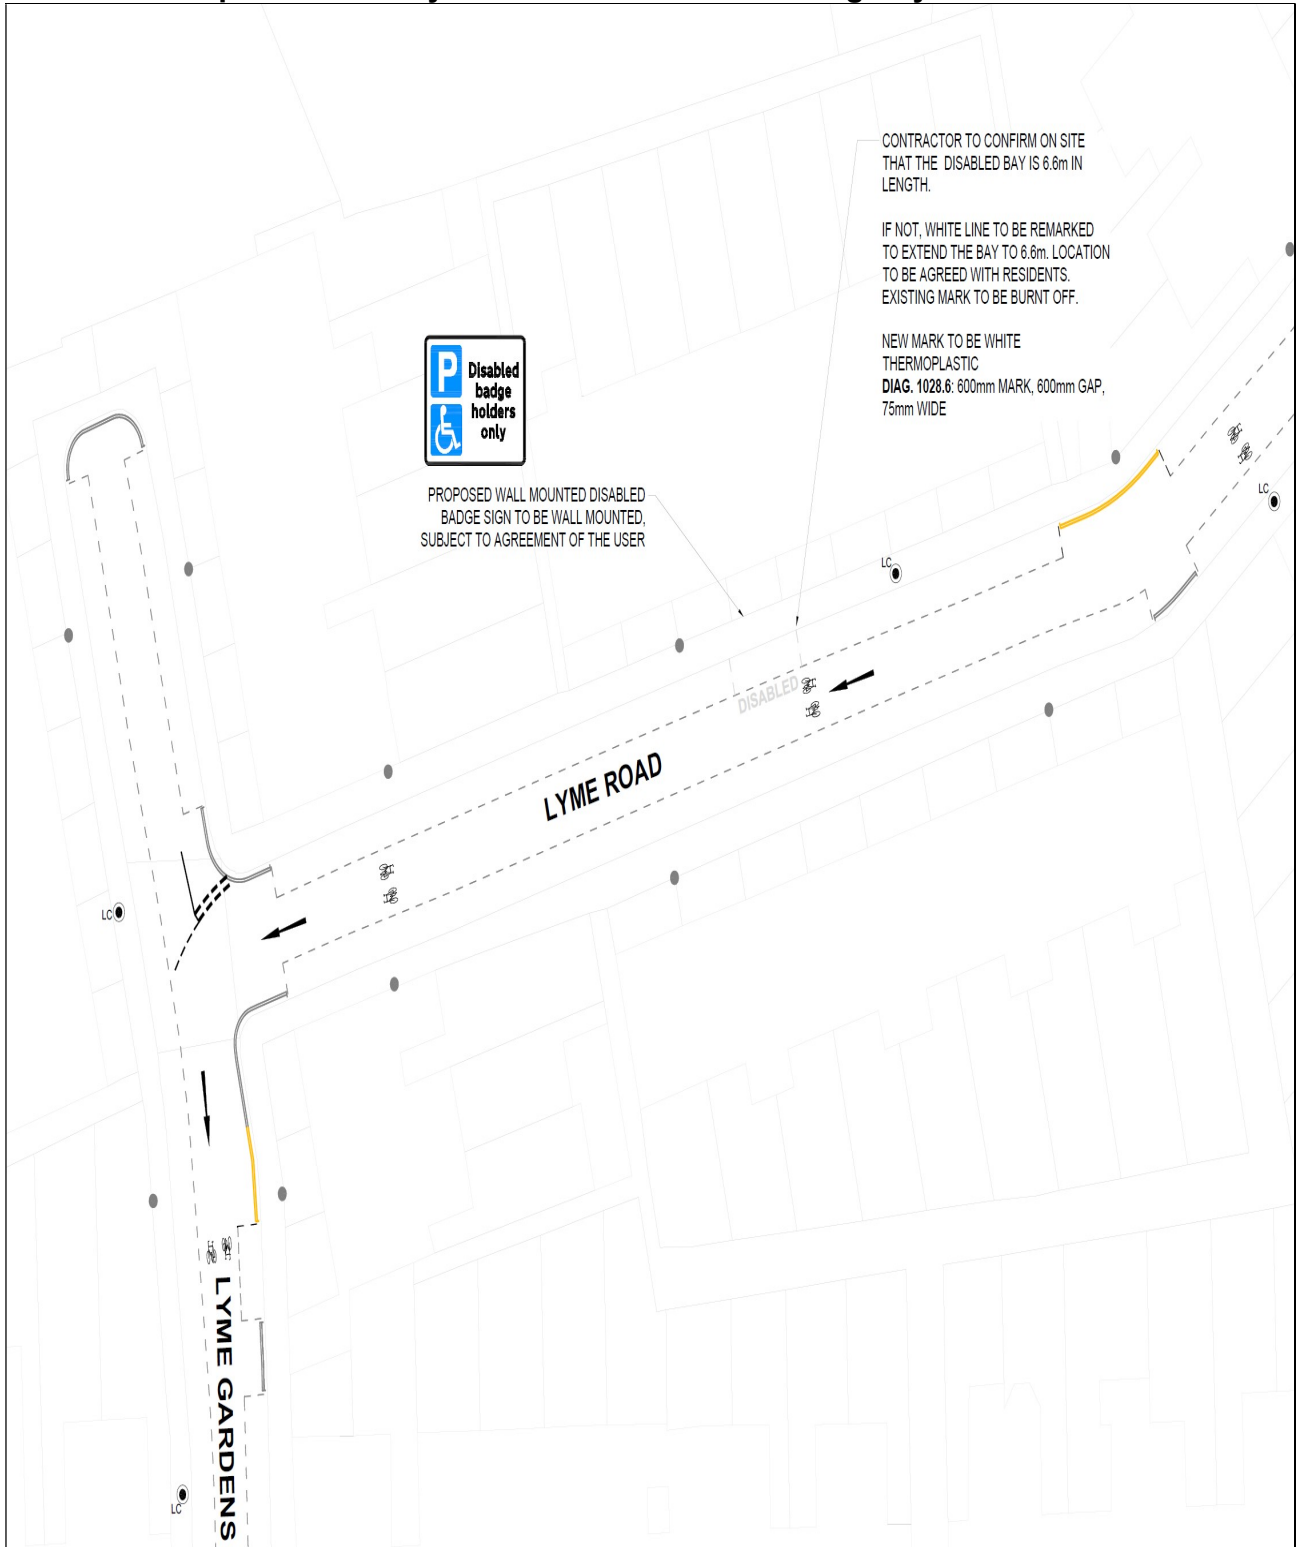 CONTRACTOR TO CONFIRM ON SITE
THAT THE DISABLED BAY IS 6.6m IN
LENGTH.
IF NOT, WHITE LINE TO BE REMARKED
TO EXTEND THE BAY TO 6.6m. LOCATION
TO BE AGREED WITH RESIDENTS.
EXISTING MARK TO BE BURNT OFF.
NEW MARK TO BE WHITE
THERMOPLASTIC
DIAG. 1028.6: 600mm MARK, 600mm GAP,
75mm WIDE
P
Disabled
badge
holders
only
PROPOSED WALL MOUNTED DISABLED
BADGE SIGN TO BE WALL MOUNTED,
SUBJECT TO AGREEMENT OF THE USER
LC
LC
DISABLED
LYME ROAD
LC
LYME GARDENS
LC